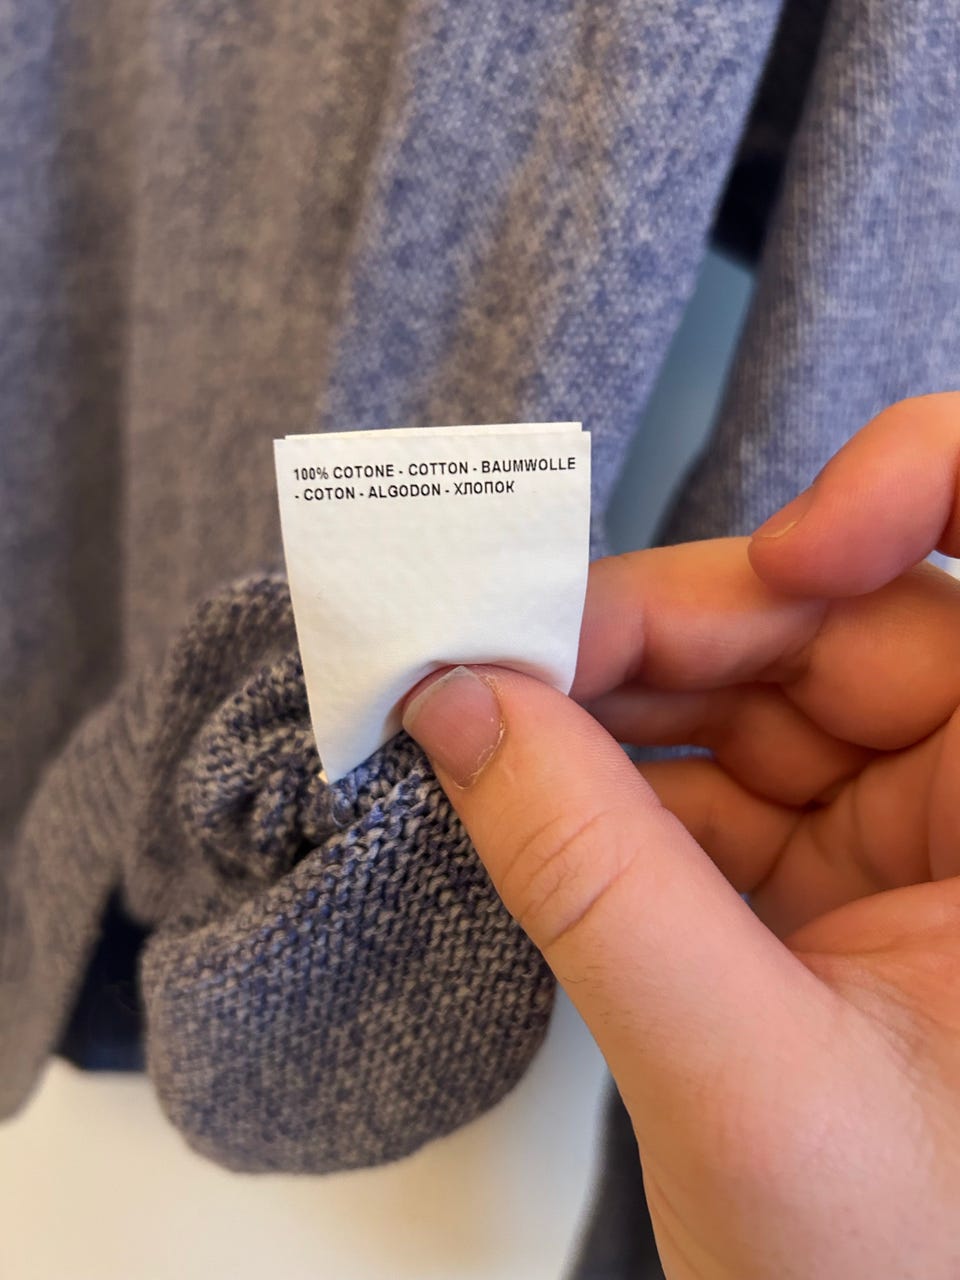 100% COTONE - COTTON - BAUMWOLLE
- COTON - ALGODON - ХЛОПОК